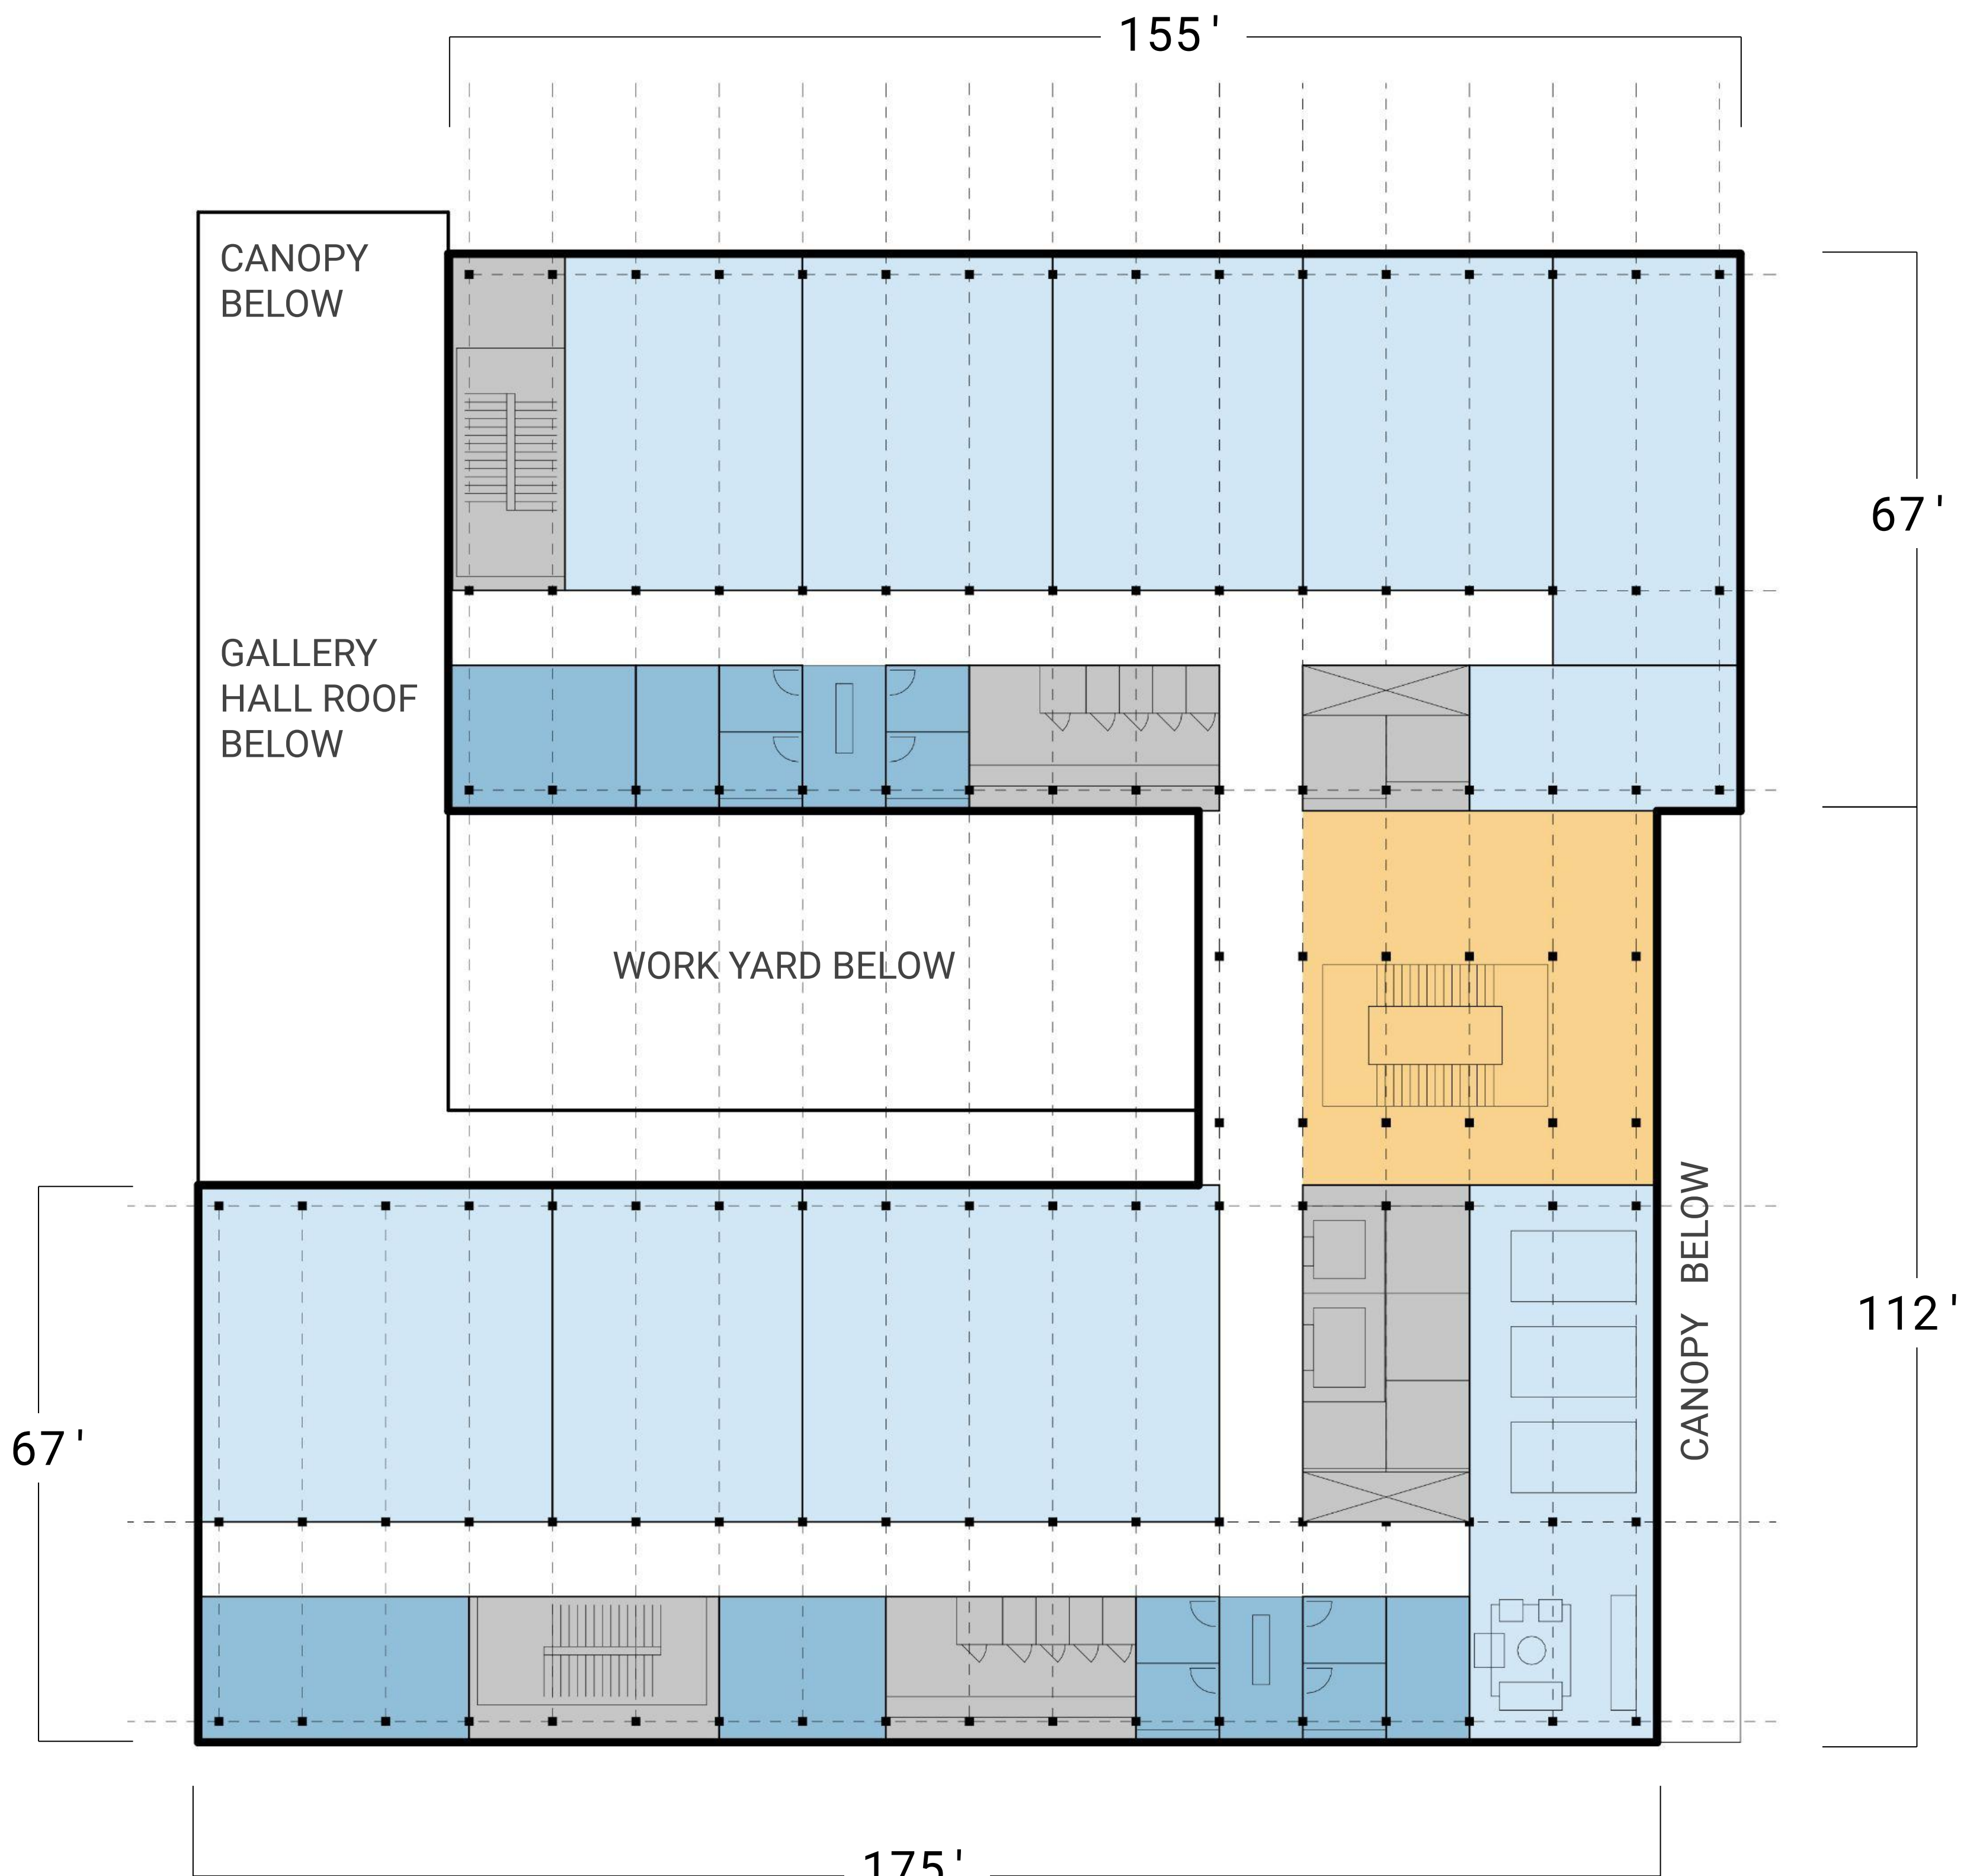 155'
CANOPY
BELOW
67'
GALLERY
HALL ROOF
BELOW
WORK YARD BELOW
CANOPY BELOW
112'
67'
175'